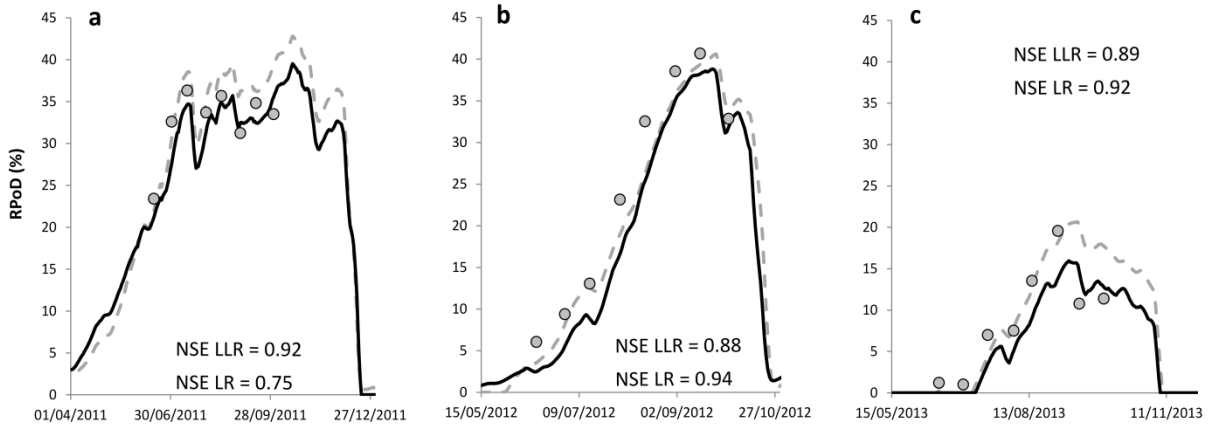 a
RPoD (%)
45
40
35
30
25
20
15
10
5
0
01/04/2011 30/06/2011 28/09/2011 27/12/2011
NSE LLR = 0.92
NSE LR = 0.75
b
45
40
35
30
25
20
15
10
5
0
15/05/2012 09/07/2012 02/09/2012 27/10/2012
NSE LLR = 0.88
NSE LR = 0.94
c
45
40
35
30
25
20
15
10
5
0
15/05/2013 13/08/2013 11/11/2013
NSE LLR = 0.89
NSE LR = 0.92